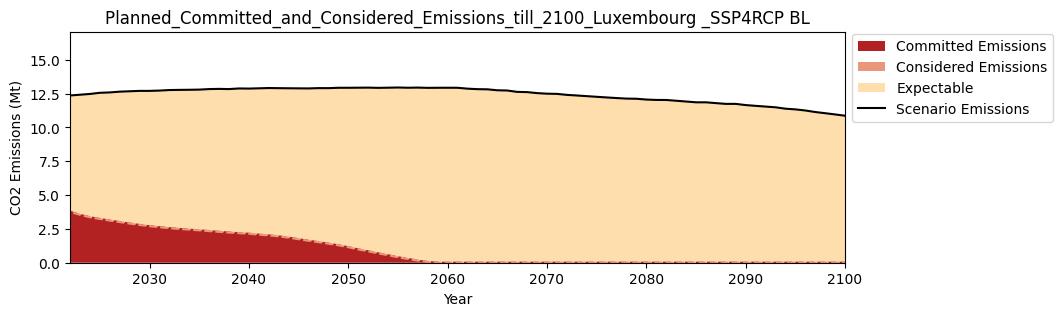 Planned_Committed_and_Considered_Emissions_till_2100_Luxembourg _SSP4RCP BL
CO2 Emissions (Mt)
15.0
12.5
10.0
7.5
5.0
2.5
0.0
2030 2040 2050 2060 2070 2080 2090 2100
Year
Committed Emissions
Considered Emissions
Expectable
Scenario Emissions